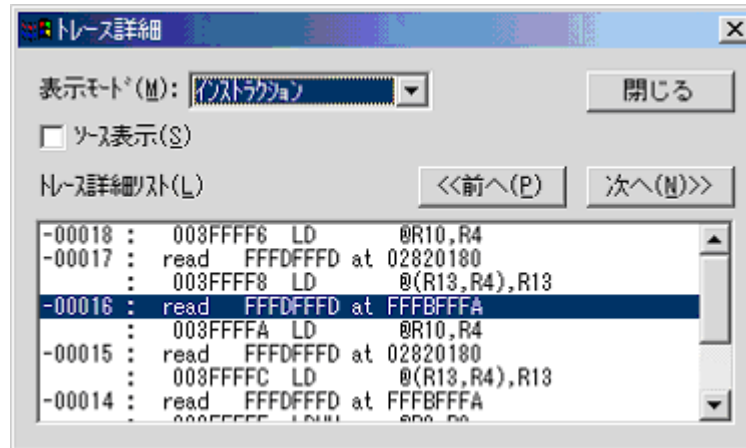 トレース詳細
表示モード(M): インストラクション
閉じる
ソース表示(S)
トレース詳細リスト(L)
<<前へ(P)
次へ(N)>>
-00018 : 003FFFF6 LD @R10,R4
-00017 : read FFFDFFFD at 02820180
: 003FFFF8 LD @(R13,R4),R13
-00016 : read FFFDFFFD at FFFBFFFA
: 003FFFFA LD @R10,R4
-00015 : read FFFDFFFD at 02820180
: 003FFFFC LD @(R13,R4),R13
-00014 : read FFFDFFFD at FFFBFFFA